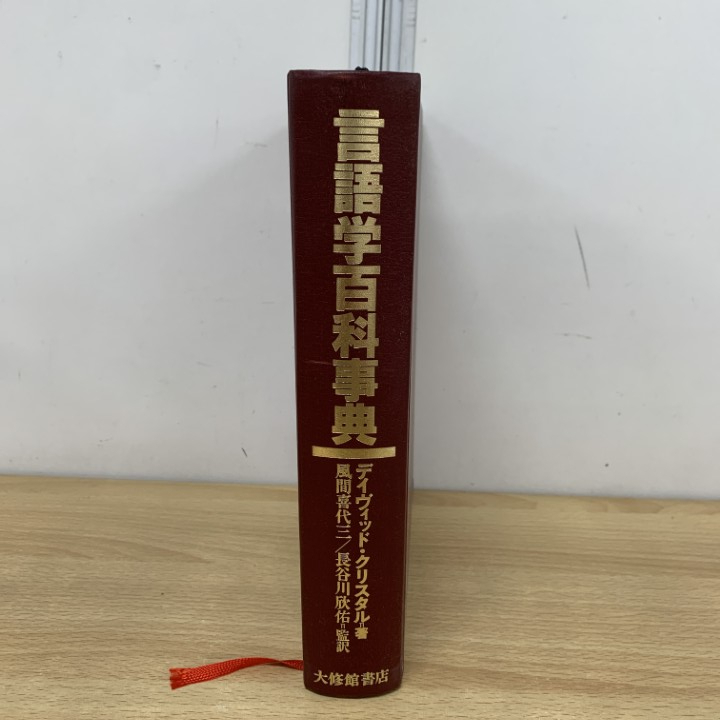 言語学百科事典
デイヴィッド・クリスタル=著
風間喜代三/長谷川欣佑=監訳
大修館書店